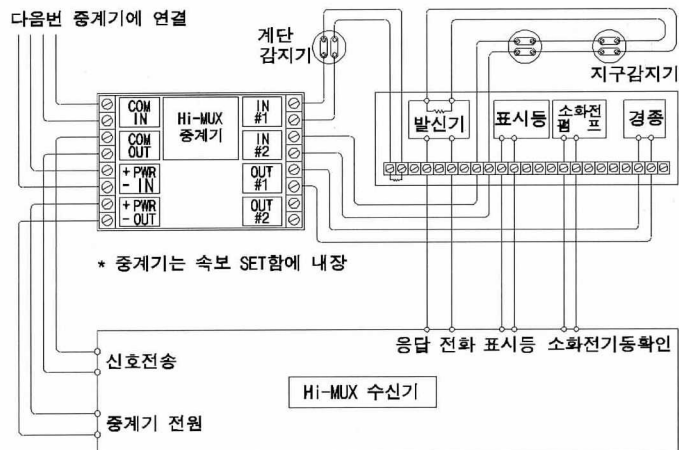 다음번 중계기에 연결
계단
감지기
지구감지기
COM
IN
Hi-MUX
중계기
IN
#1
COM
OUT
IN
#2
+ PWR
- IN
OUT
#1
+ PWR
- OUT
OUT
#2
발신기
표시등
소화전
펌 프
경종
* 중계기는 속보 SET함에 내장
응답 전화 표시등 소화전기동확인
신호전송
Hi-MUX 수신기
중계기 전원